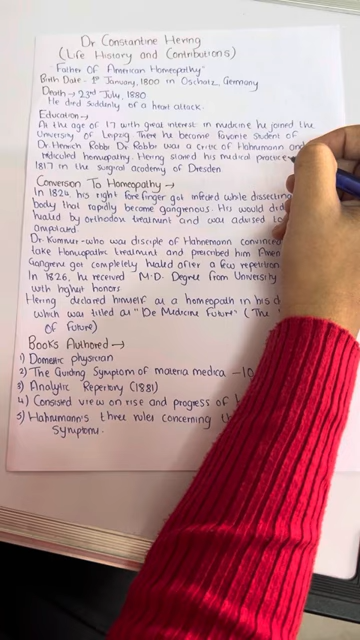 Dr Constantine Hering
(Life History and Contributions)
Father Of American Homeopathy
Birth Date - 1st January, 1800 in Oschatz, Germany
Death → 23rd July, 1880
He died suddenly of a heart attack.
Education →
At the age of 17 with great interest in medicine he joined the
University of Leipzig. There he become favorite student of
Dr Henrich Robbi Dr Robbi was a critic of Hahnemann and
ridiculed homeopathy. Hering started his medical practice
1817 in the surgical academy of Dresden
Conversion To Homeopathy →
In 1824 his right forefinger got infected while dissecting
body that rapidly become gangrenous. His wound
healed by orthodox treatment and was advised to
amputated
Dr. Kummer - who was disciple of Hahnemann
take Homeopathic treatment and prescribed him
Gangrene got completely healed after a few repetition
In 1826, he received M.D. Degree from University
with highest honors
Hering declared himself as a homeopath in his
which was titled as "De Medicine Future" (The
of Future)
Books Authored →
1) Domestic physician
2) The Guiding Symptom of materia medica - 10
3) Analytic Repertory (1881)
4) Consised view on rise and progress of
5) Hahnemann's three rules concerning
Symptoms.